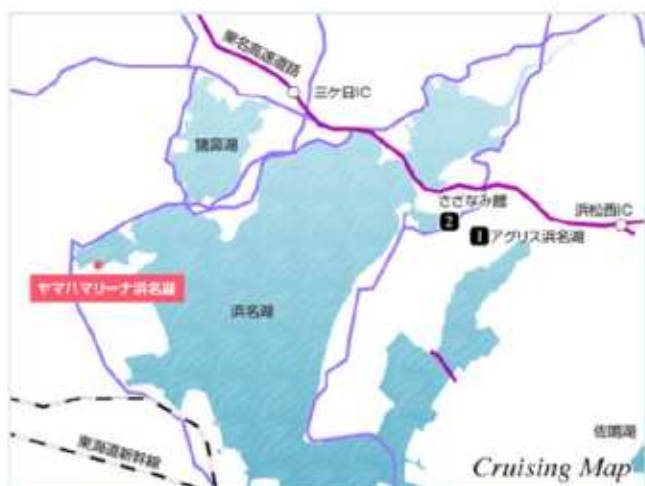 東名高速道路
三ケ日IC
猪鼻湖
さざなみ館
2
浜松西IC
1
アグリス浜名湖
ヤマハマリーナ浜名湖
浜名湖
東海道新幹線
佐鳴湖
Cruising Map